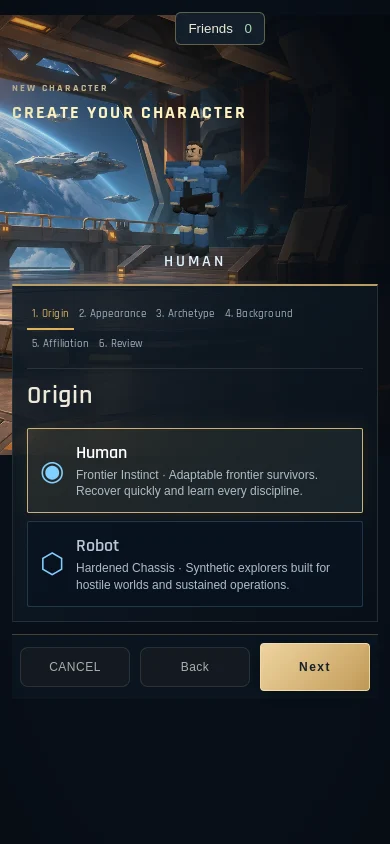 Friends 0
NEW CHARACTER
CREATE YOUR CHARACTER
HUMAN
1. Origin 2. Appearance 3. Archetype 4. Background
5. Affiliation 6. Review
Origin
Human
Frontier Instinct · Adaptable frontier survivors.
Recover quickly and learn every discipline.
Robot
Hardened Chassis · Synthetic explorers built for
hostile worlds and sustained operations.
CANCEL Back Next